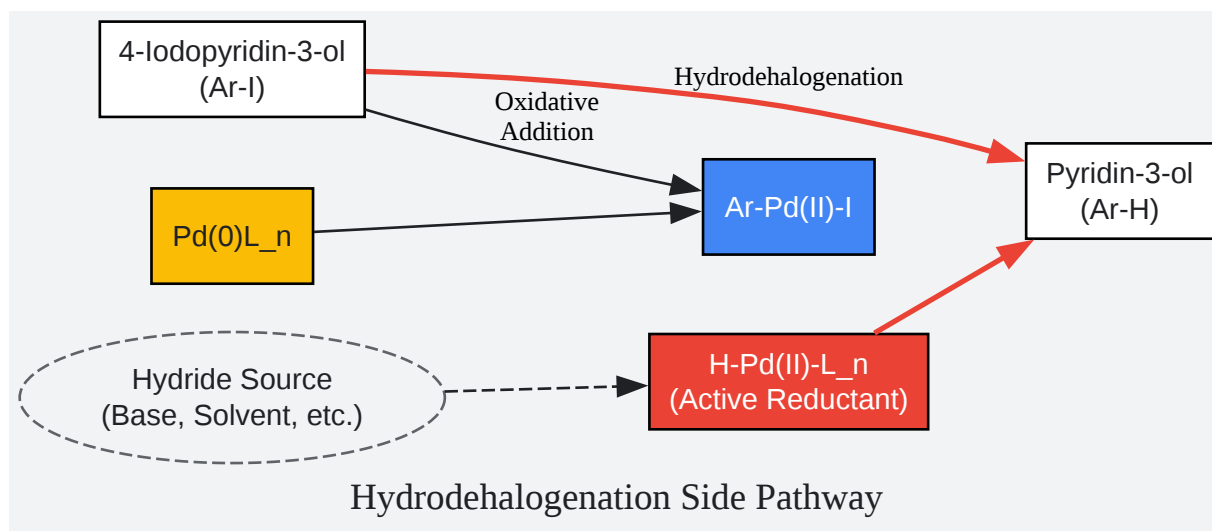 4-Iodopyridin-3-ol
(Ar-I)
Hydrodehalogenation
Oxidative
Addition
Pyridin-3-ol
(Ar-H)
Ar-Pd(II)-I
Pd(0)L_n
Hydride Source
(Base, Solvent, etc.)
H-Pd(II)-L_n
(Active Reductant)
Hydrodehalogenation Side Pathway